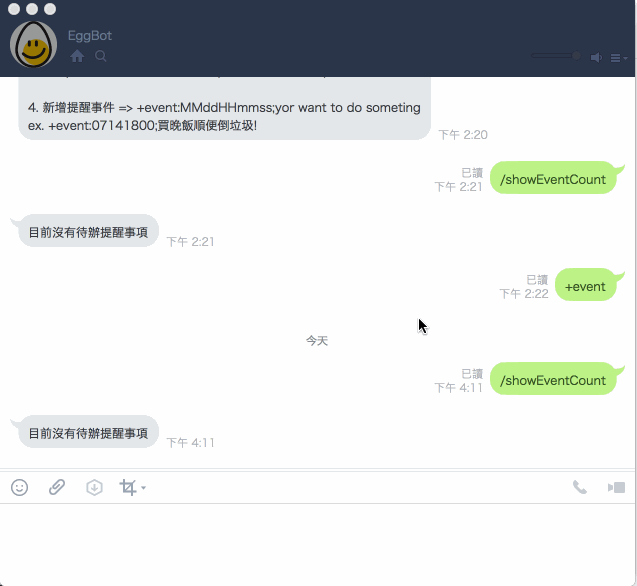 EggBot
4. 新增提醒事件 => +event:MMddHHmmss;yor want to do someting
ex. +event:07141800;買晚飯順便倒垃圾!
下午 2:20
已讀
下午 2:21
/showEventCount
目前沒有待辦提醒事項
下午 2:21
已讀
下午 2:22
+event
今天
已讀
下午 4:11
/showEventCount
目前沒有待辦提醒事項
下午 4:11